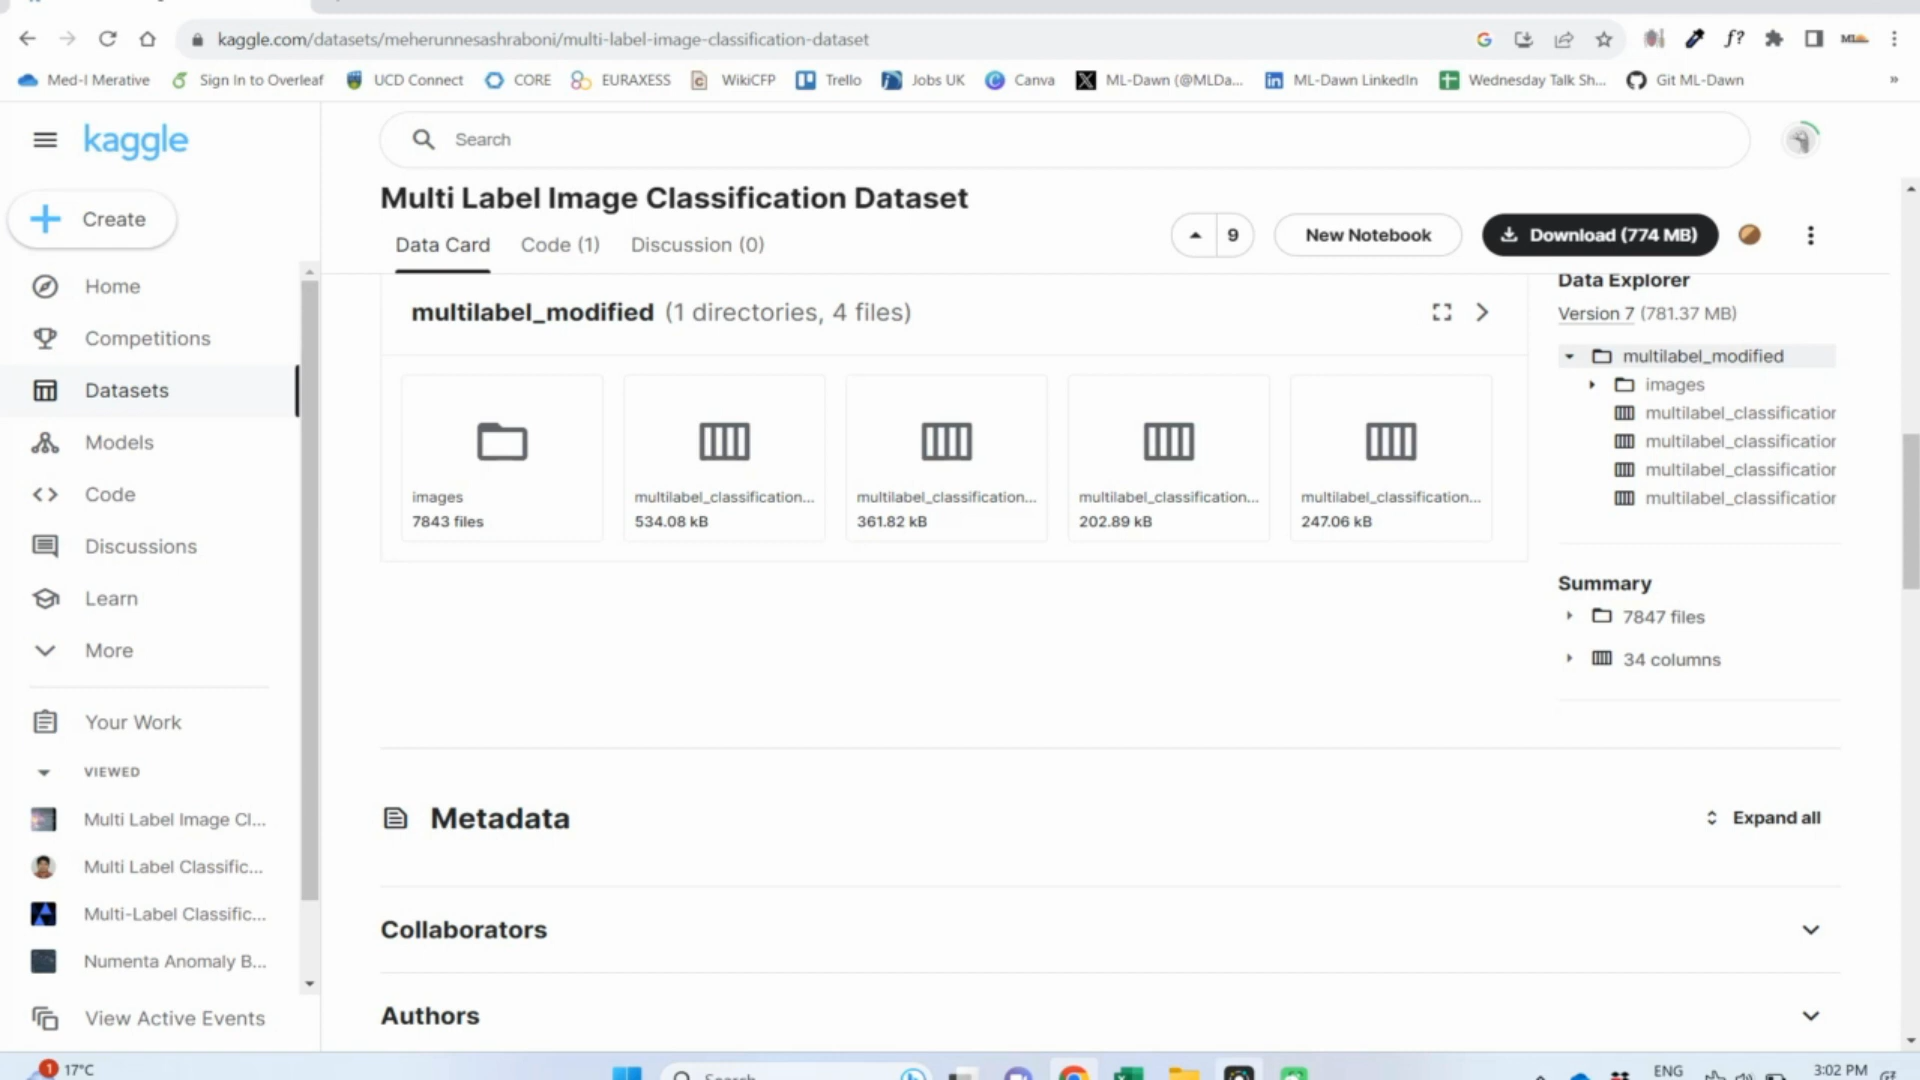 kaggle.com/datasets/meherunnesashraboni/multi-label-image-classification-dataset
f?
Med-I Merative
Sign In to Overleaf
UCD Connect
CORE
EURAXESS
WikiCFP
Trello
Jobs UK
Canva
ML-Dawn (@MLDa...
ML-Dawn LinkedIn
Wednesday Talk Sh...
Git ML-Dawn
»
kaggle
Search
Create
Home
Competitions
Datasets
Models
Code
Discussions
Learn
More
Your Work
VIEWED
Multi Label Image Cl...
Multi Label Classific...
Multi-Label Classific...
Numenta Anomaly B...
View Active Events
Multi Label Image Classification Dataset
Data Card
Code (1)
Discussion (0)
9
New Notebook
Download (774 MB)
multilabel_modified (1 directories, 4 files)
images
7843 files
multilabel_classification...
534.08 kB
multilabel_classification...
361.82 kB
multilabel_classification...
202.89 kB
multilabel_classification...
247.06 kB
Data Explorer
Version 7 (781.37 MB)
multilabel_modified
images
multilabel_classification
multilabel_classification
multilabel_classification
multilabel_classification
Summary
7847 files
34 columns
Metadata
Expand all
Collaborators
Authors
1
17°C
Search
ENG
3:02 PM